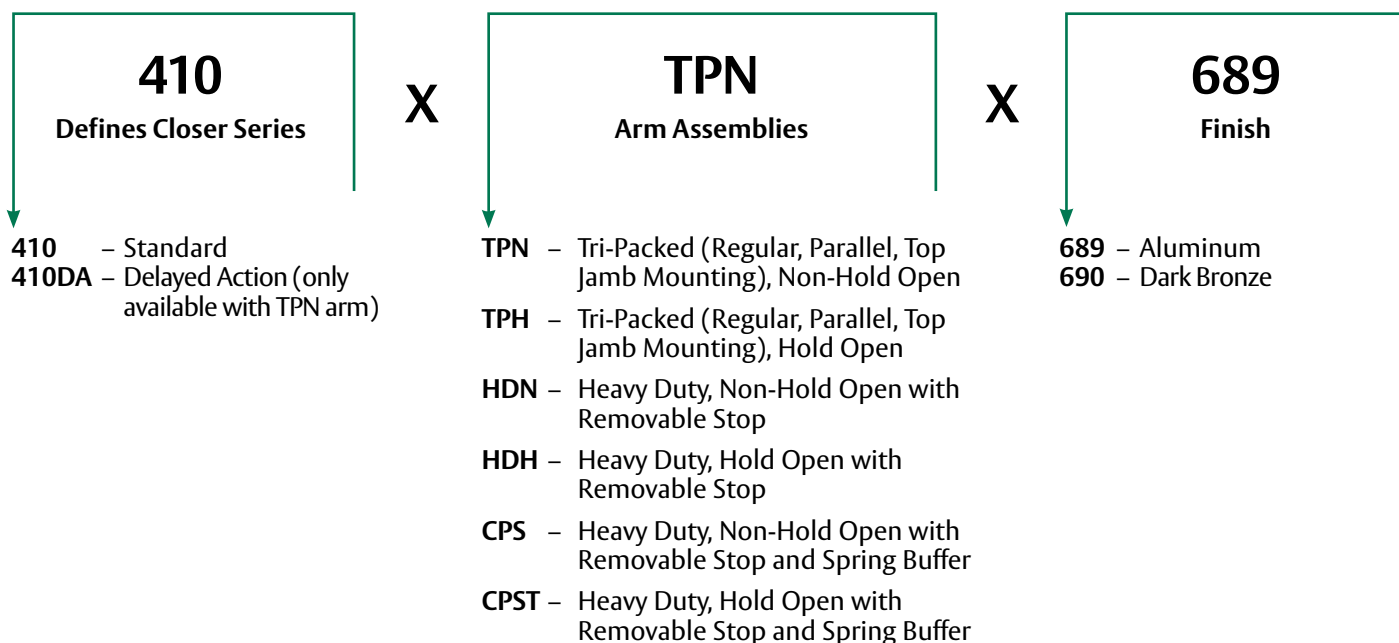 410
Defines Closer Series
X
TPN
Arm Assemblies
X
689
Finish
410 – Standard
410DA – Delayed Action (only
available with TPN arm)
TPN – Tri-Packed (Regular, Parallel, Top
Jamb Mounting), Non-Hold Open
TPH – Tri-Packed (Regular, Parallel, Top
Jamb Mounting), Hold Open
HDN – Heavy Duty, Non-Hold Open with
Removable Stop
HDH – Heavy Duty, Hold Open with
Removable Stop
CPS – Heavy Duty, Non-Hold Open with
Removable Stop and Spring Buffer
CPST – Heavy Duty, Hold Open with
Removable Stop and Spring Buffer
689 – Aluminum
690 – Dark Bronze